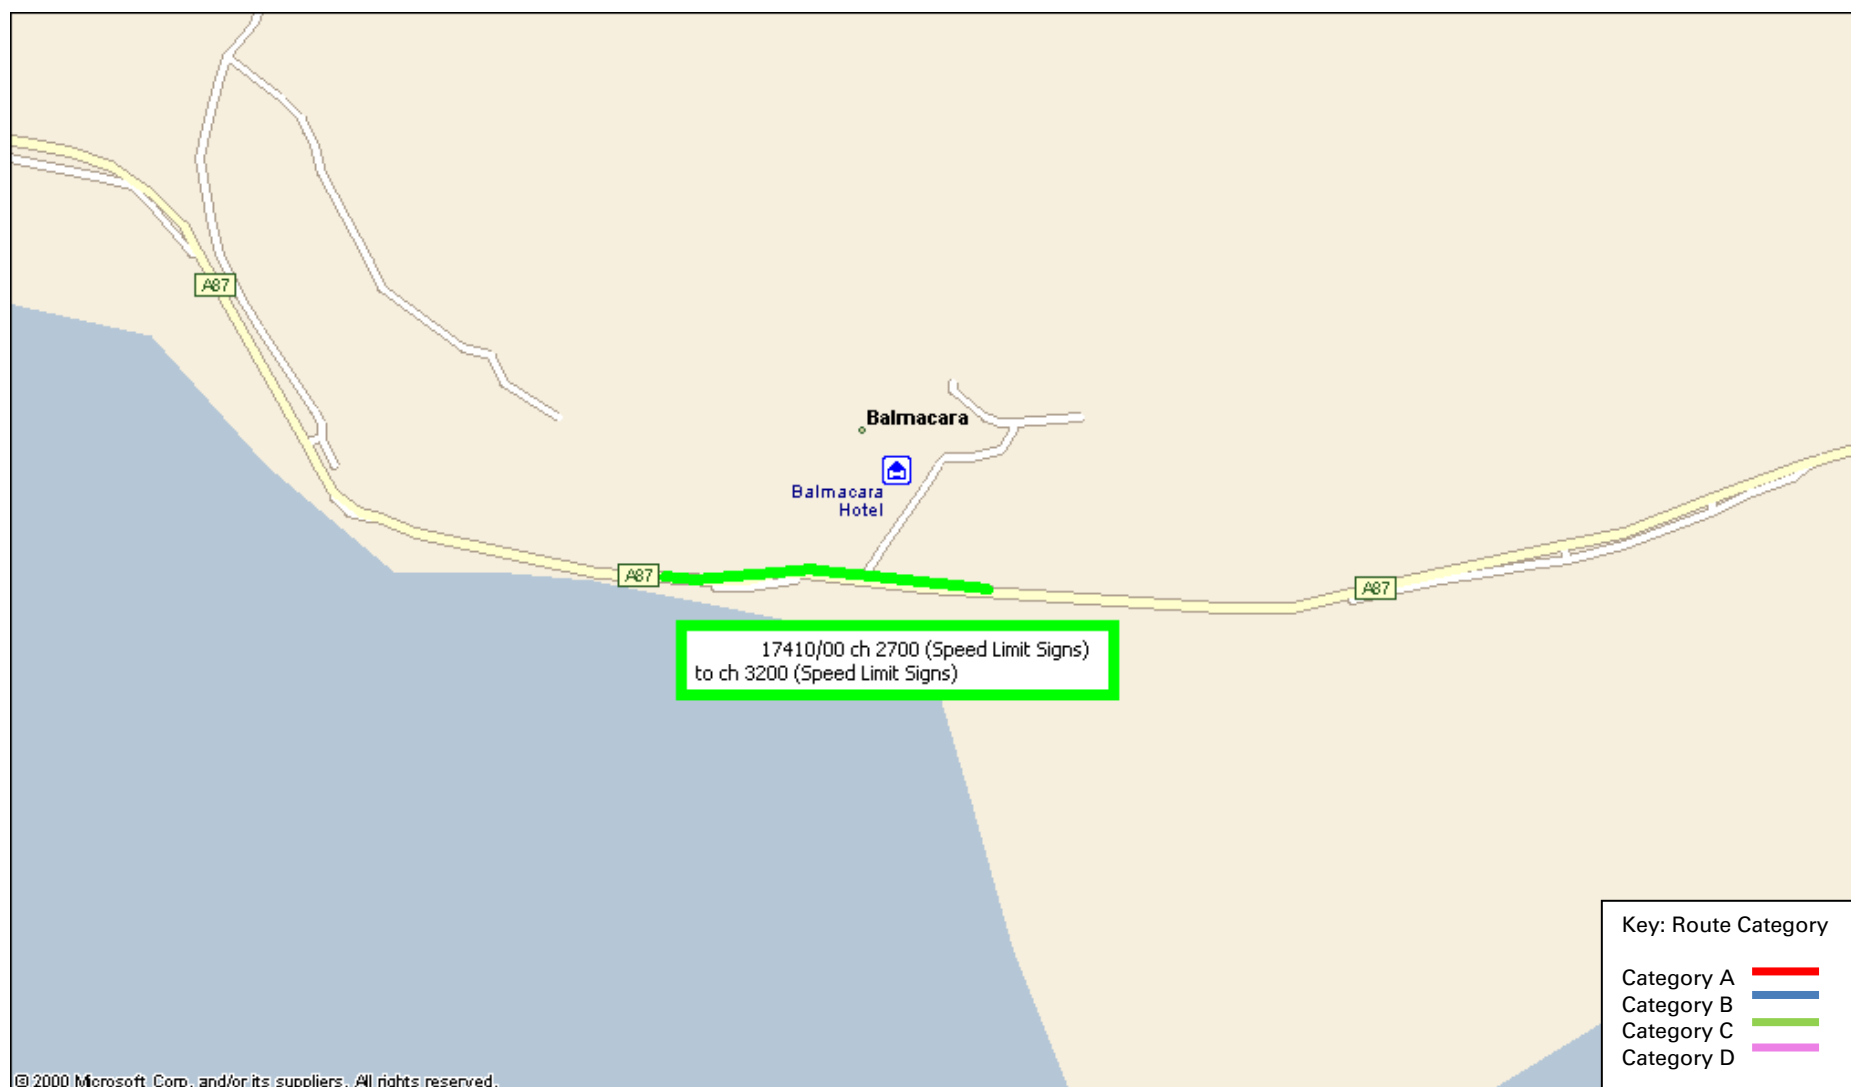 A87
Balmacara
Balmacara
Hotel
A87
A87
17410/00 ch 2700 (Speed Limit Signs)
to ch 3200 (Speed Limit Signs)
Key: Route Category
Category A
Category B
Category C
Category D
© 2000 Microsoft Corp. and/or its suppliers. All rights reserved.